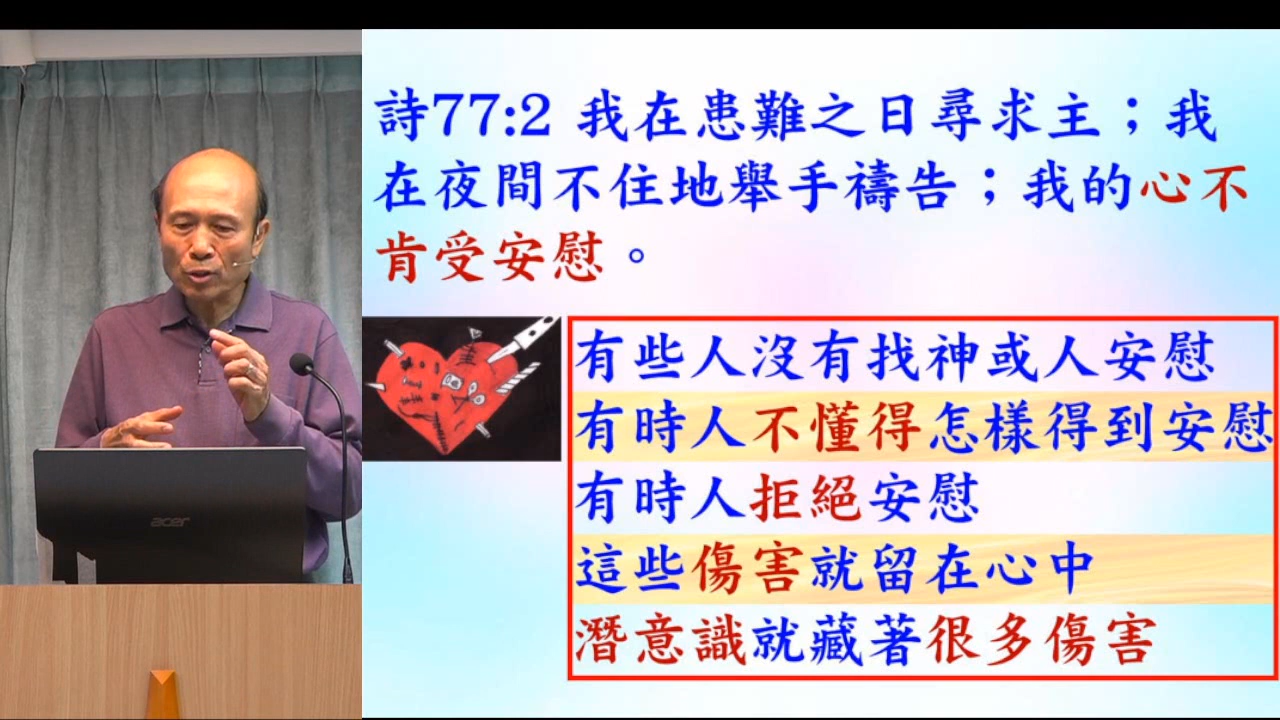 詩77:2 我在患難之日尋求主；我
在夜間不住地舉手禱告；我的心不
肯受安慰。
有些人沒有找神或人安慰
有時人不懂得怎樣得到安慰
有時人拒絕安慰
這些傷害就留在心中
潛意識就藏著很多傷害
acer